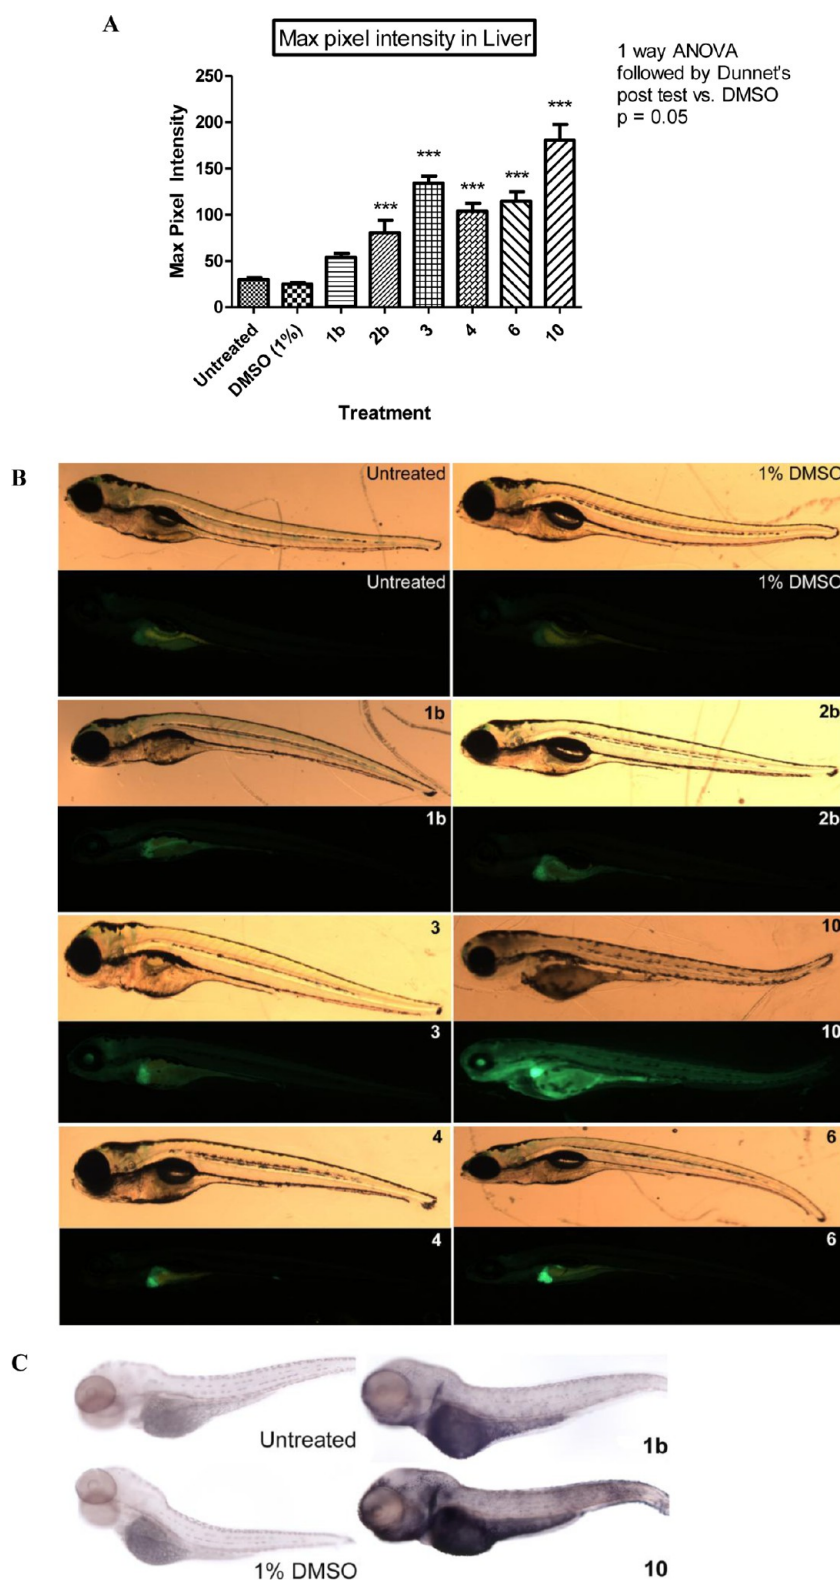 A
Max pixel intensity in Liver
1 way ANOVA
followed by Dunnet's
post test vs. DMSO
p = 0.05
Max Pixel Intensity
250
200
150
100
50
0
***
***
***
***
***
Untreated
DMSO (1%)
1b
2b
3
4
6
10
Treatment
B
Untreated
1% DMSO
Untreated
1% DMSO
1b
2b
1b
2b
3
10
3
10
4
6
4
6
C
Untreated
1b
1% DMSO
10